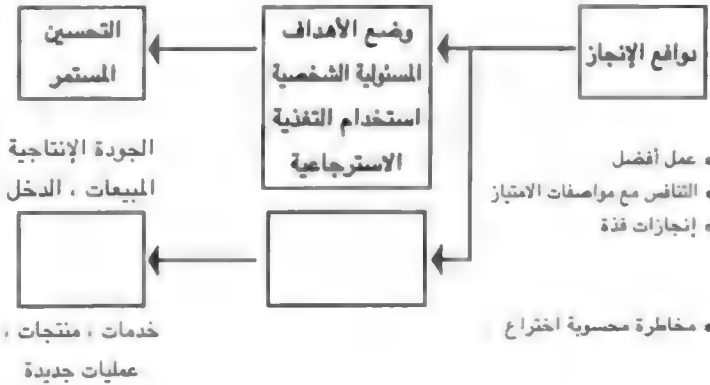 دوافع الإنجاز
وضع الأهداف
المسئولية الشخصية
استخدام التغذية
الاسترجاعية
التحسين
المستمر
• عمل أفضل
• التنافس مع مواصفات الامتياز
• إنجازات فذة
• مخاطرة محسوبة اختراع
الجودة الإنتاجية
المبيعات ، الدخل
خدمات ، منتجات ،
عمليات جديدة